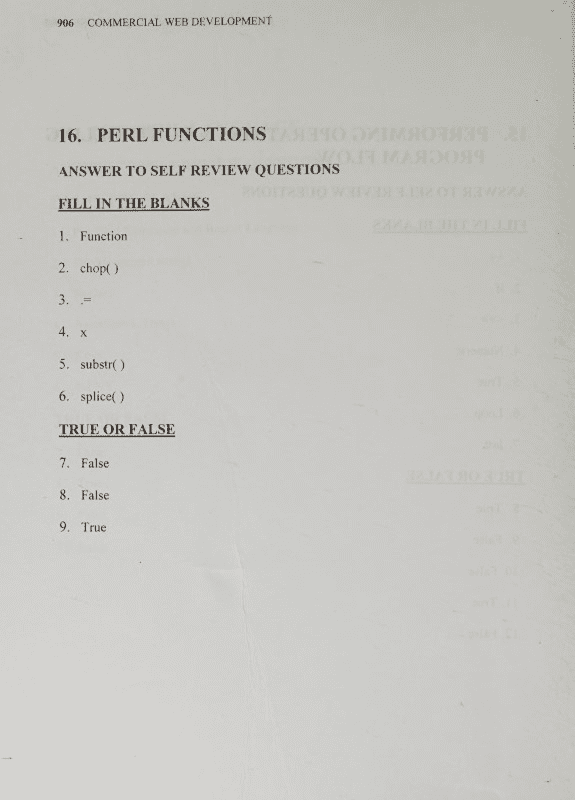 906 COMMERCIAL WEB DEVELOPMENT
16. PERL FUNCTIONS
ANSWER TO SELF REVIEW QUESTIONS
FILL IN THE BLANKS
1. Function
2. chop( )
3. .=
4. x
5. substr( )
6. splice( )
TRUE OR FALSE
7. False
8. False
9. True